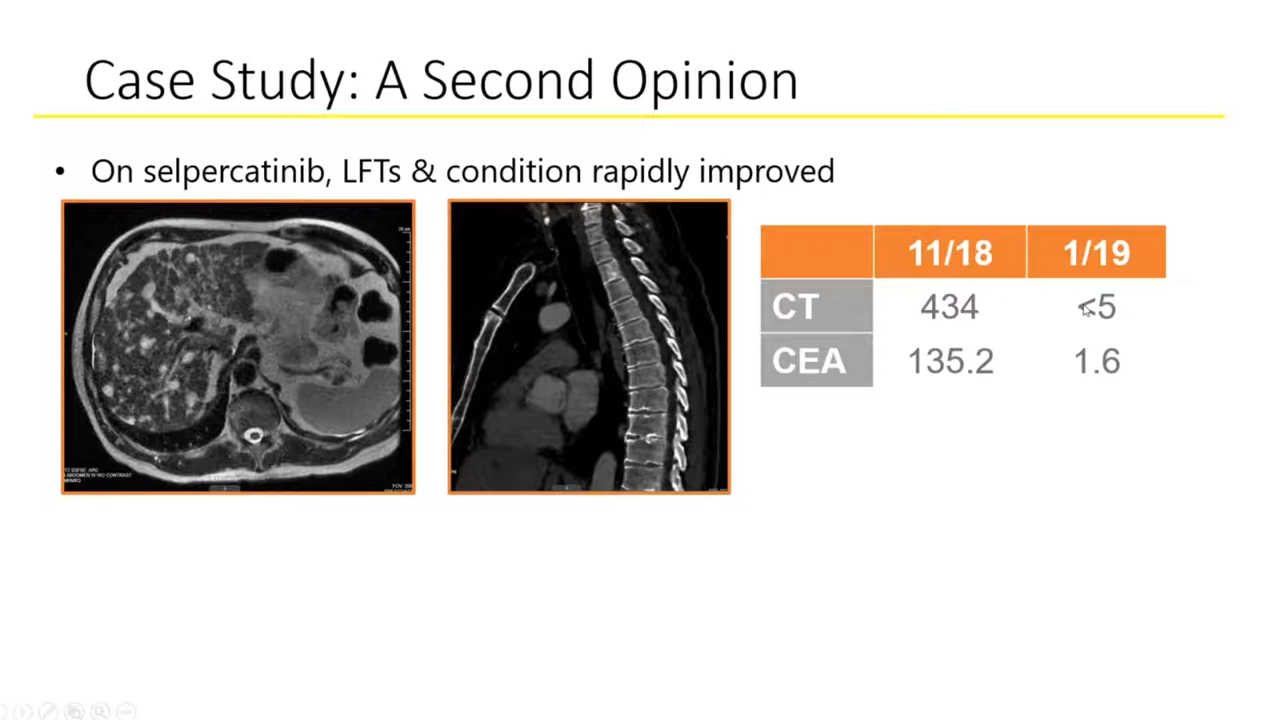 Case Study: A Second Opinion
• On selpercatinib, LFTs & condition rapidly improved
11/18 1/19
CT 434 <5
CEA 135.2 1.6